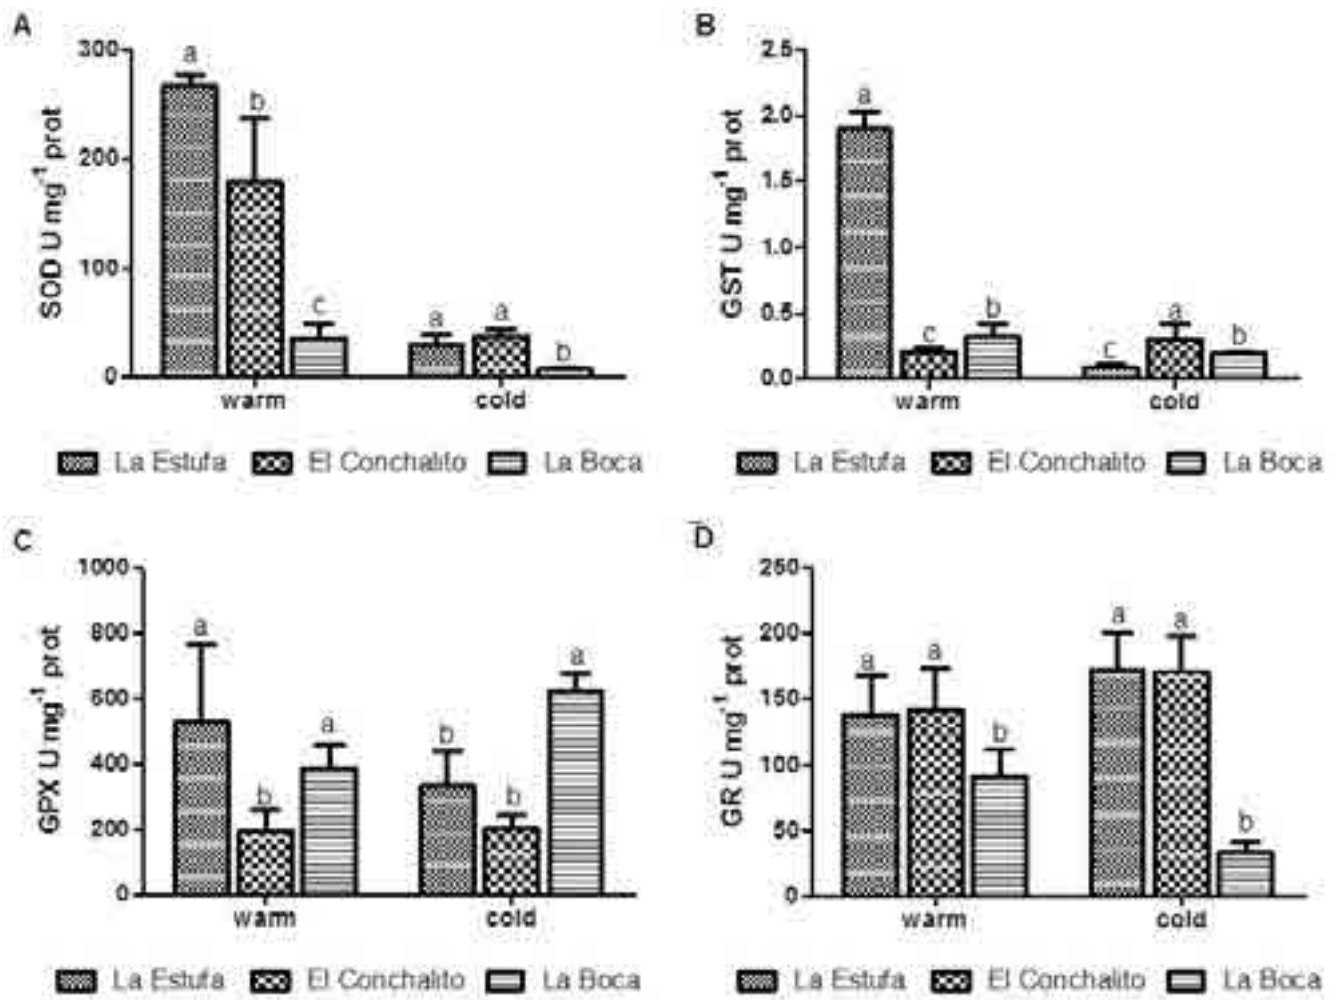 A
SOD U mg-1 prot
300
200
100
0
a
b
c
a
a
b
warm
cold
La Estufa
El Conchalito
La Boca
B
GST U mg-1 prot
2.5
2.0
1.5
1.0
0.5
0.0
a
c
b
c
a
b
warm
cold
La Estufa
El Conchalito
La Boca
C
GPX U mg-1 prot
1000
800
600
400
200
0
a
b
a
b
b
a
warm
cold
La Estufa
El Conchalito
La Boca
D
GR U mg-1 prot
250
200
150
100
50
0
a
a
b
a
a
b
warm
cold
La Estufa
El Conchalito
La Boca